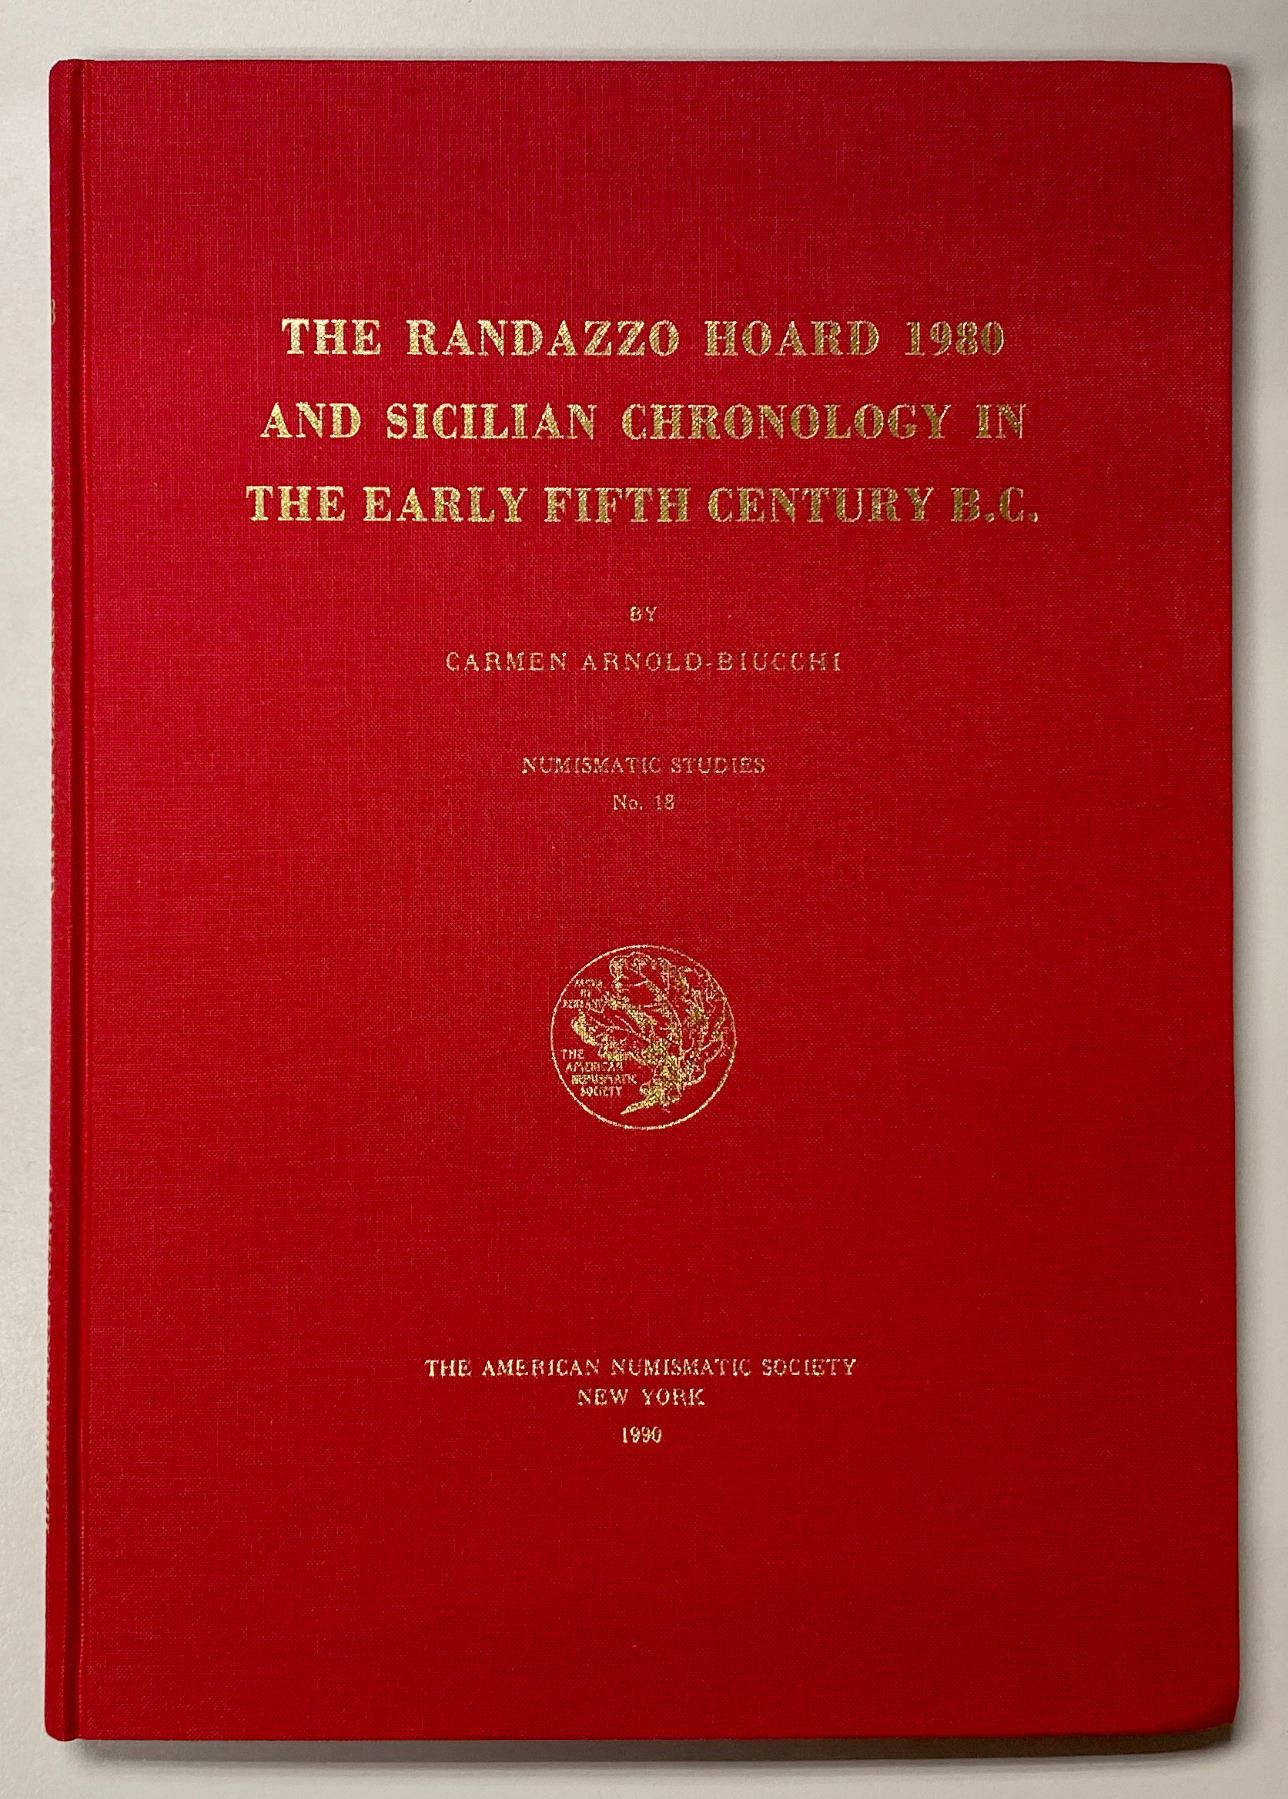 THE RANDAZZO HOARD 1980
AND SICILIAN CHRONOLOGY IN
THE EARLY FIFTH CENTURY B.C.
BY
CARMEN ARNOLD-BIUCCHI
NUMISMATIC STUDIES
No. 18
THE
AMERICAN
NUMISMATIC
SOCIETY
THE AMERICAN NUMISMATIC SOCIETY
NEW YORK
1990